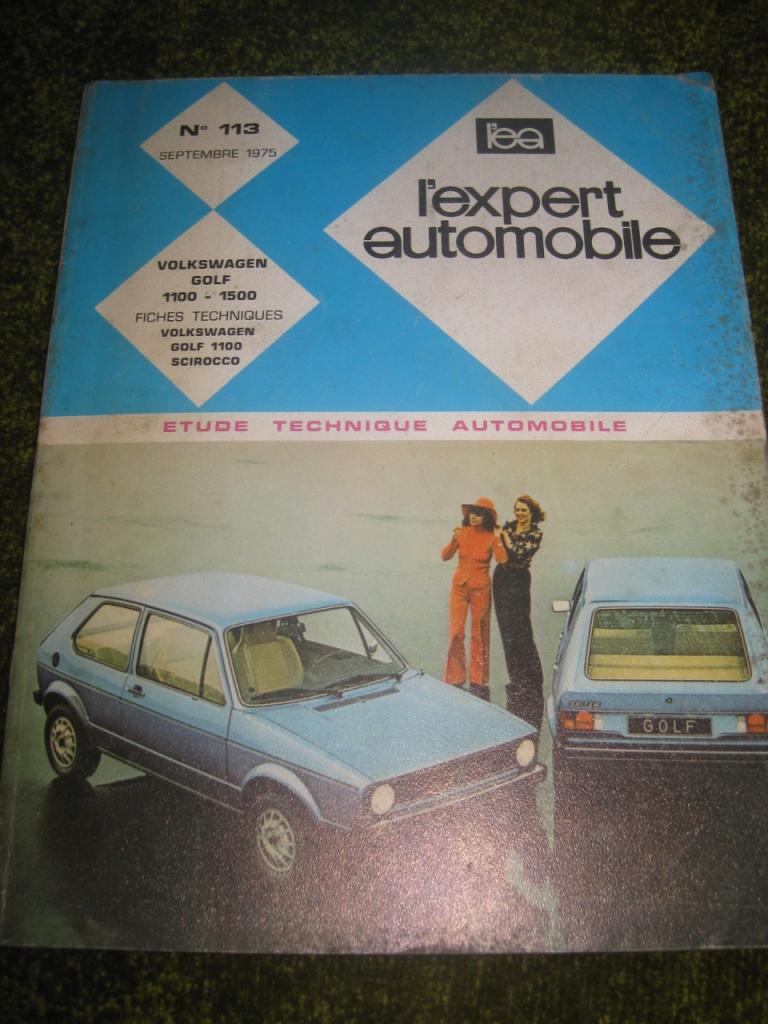 N° 113
SEPTEMBRE 1975
l'ea
l'expert
automobile
VOLKSWAGEN
GOLF
1100 - 1500
FICHES TECHNIQUES
VOLKSWAGEN
GOLF 1100
SCIROCCO
ETUDE TECHNIQUE AUTOMOBILE
GOLF